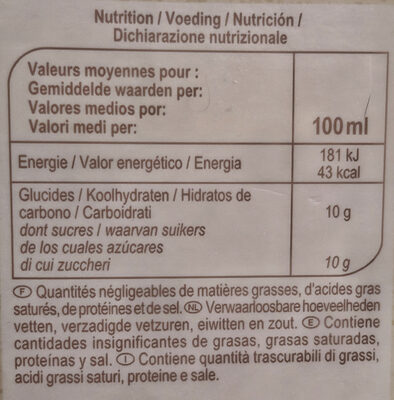 Nutrition / Voeding / Nutrición /
Dichiarazione nutrizionale
Valeurs moyennes pour :
Gemiddelde waarden per:
Valores medios por:
Valori medi per:
100 ml
Energie / Valor energético / Energia
181 kJ
43 kcal
Glucides / Koolhydraten / Hidratos de
carbono / Carboidrati
10 g
dont sucres / waarvan suikers
de los cuales azúcares
di cui zuccheri
10 g
F Quantités négligeables de matières grasses, d'acides gras
saturés, de protéines et de sel. NL Verwaarloosbare hoeveelheden
vetten, verzadigde vetzuren, eiwitten en zout. E Contiene
cantidades insignificantes de grasas, grasas saturadas,
proteínas y sal. I Contiene quantità trascurabili di grassi,
acidi grassi saturi, proteine e sale.